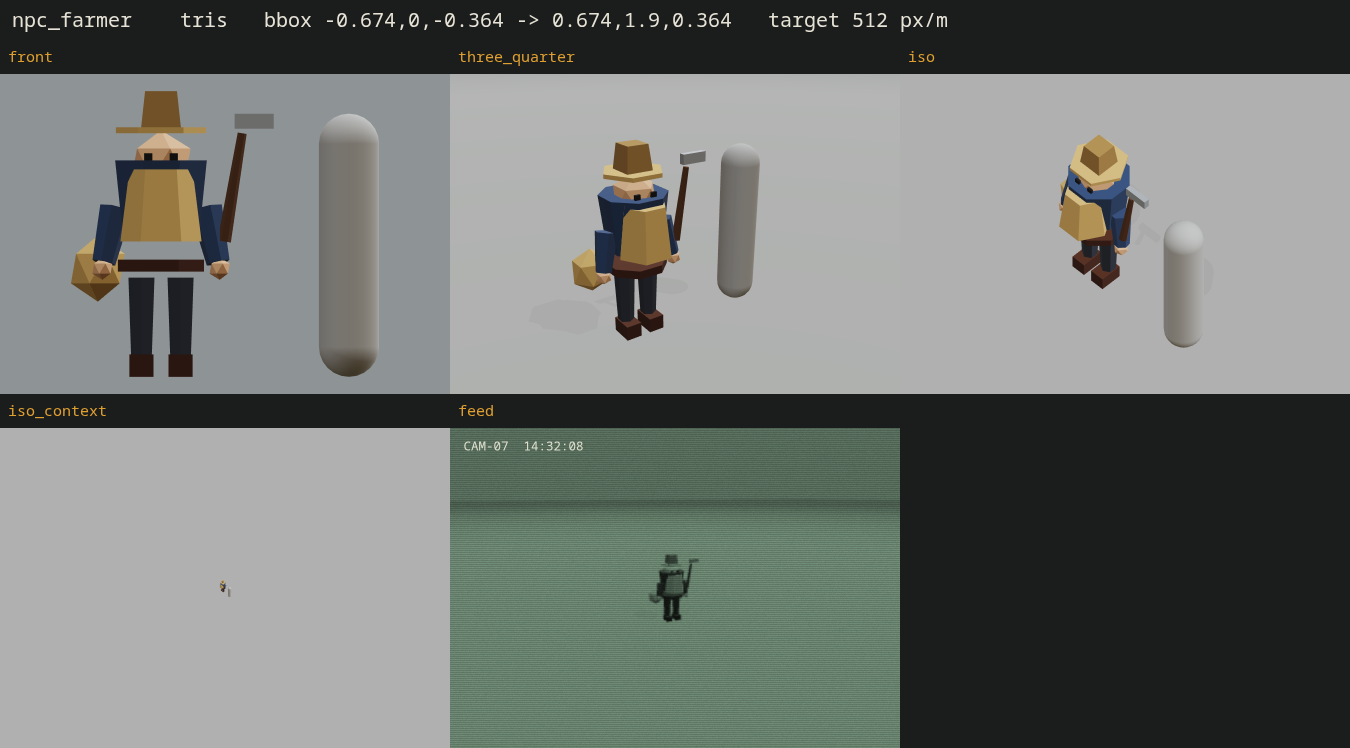 npc_farmer    tris   bbox -0.674,0,-0.364 -> 0.674,1.9,0.364   target 512 px/m
front
three_quarter
iso
iso_context
feed
CAM-07  14:32:08